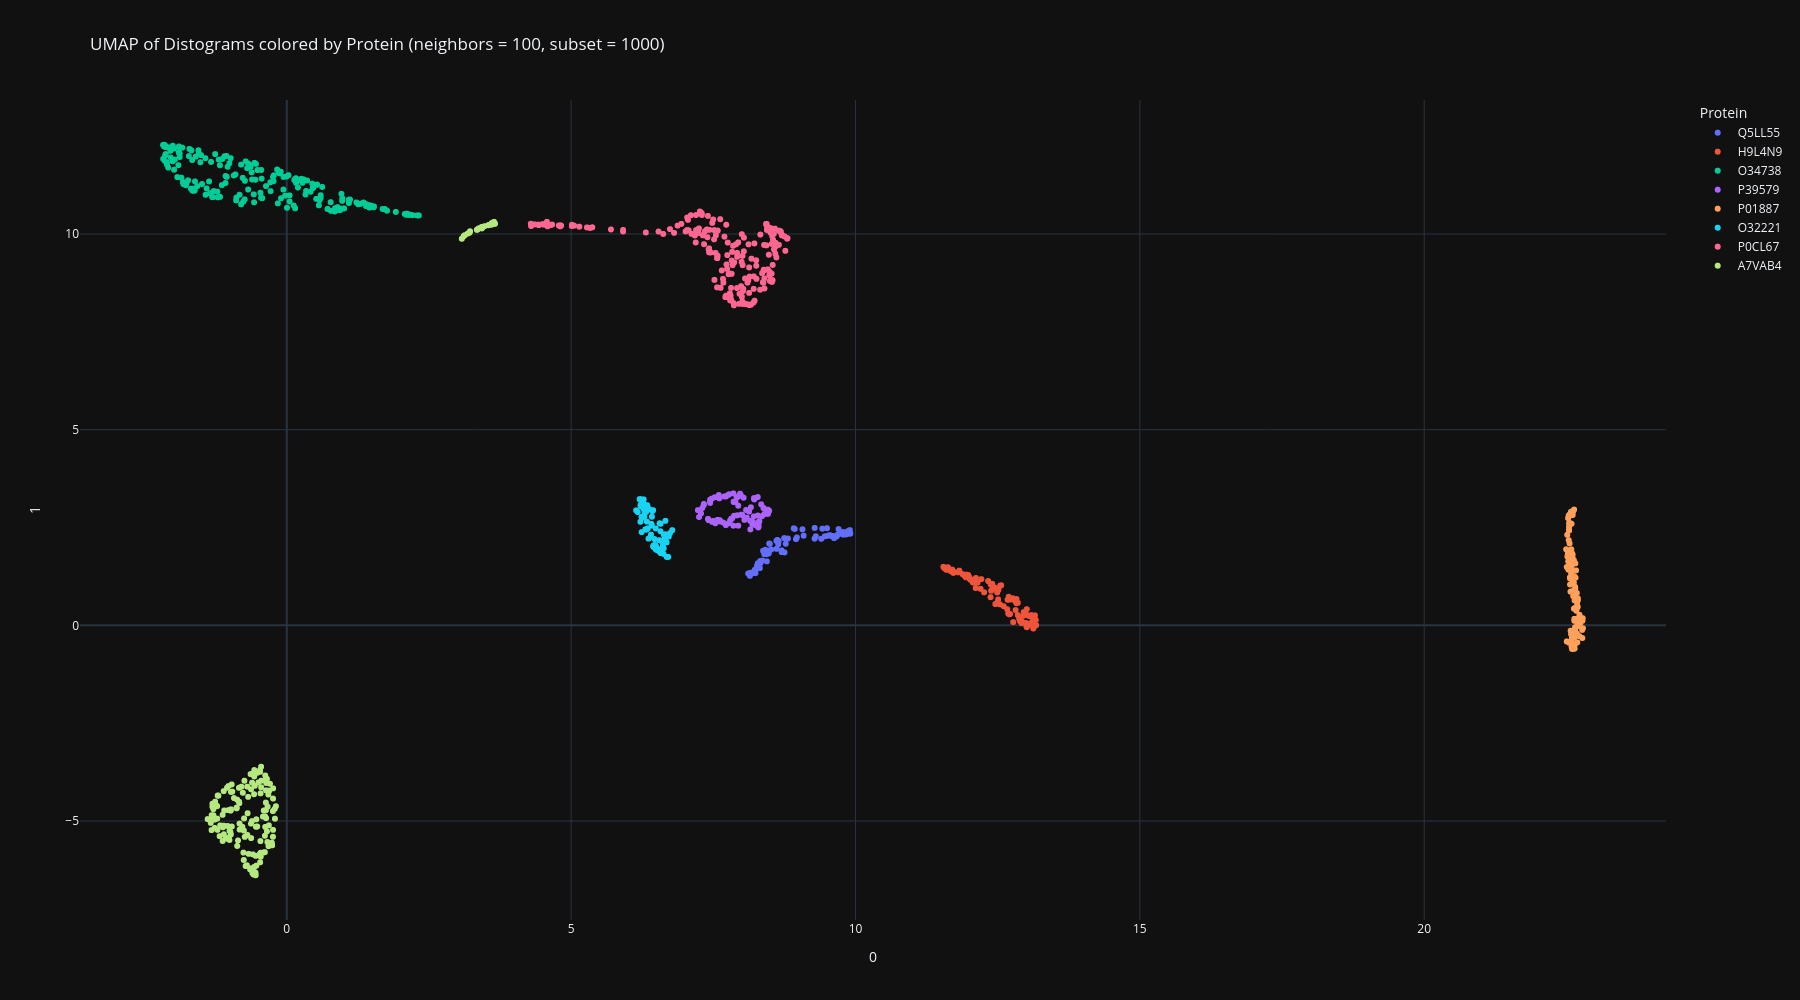 UMAP of Distograms colored by Protein (neighbors = 100, subset = 1000)
Protein
Q5LL55
H9L4N9
O34738
P39579
P01887
O32221
P0CL67
A7VAB4
10
5
0
−5
1
0 5 10 15 20
0